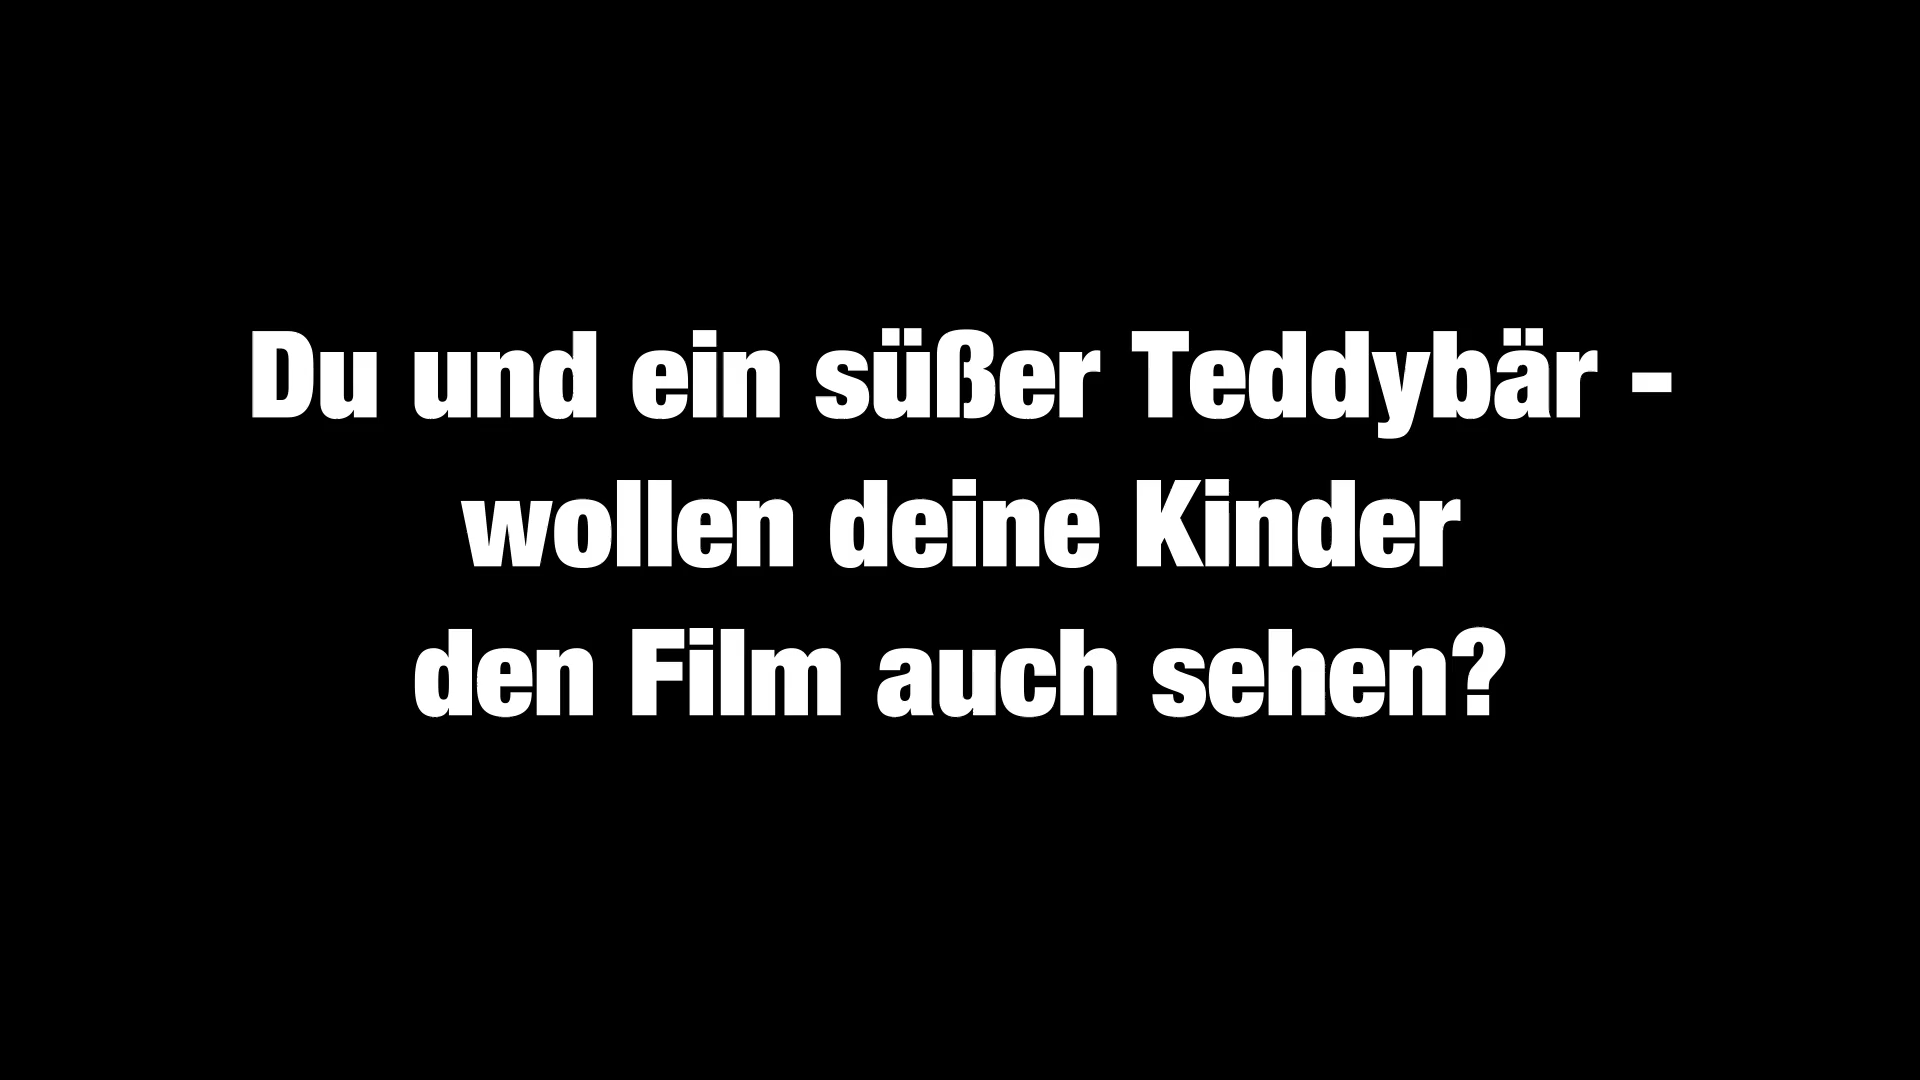 Du und ein süßer Teddybär -
wollen deine Kinder
den Film auch sehen?